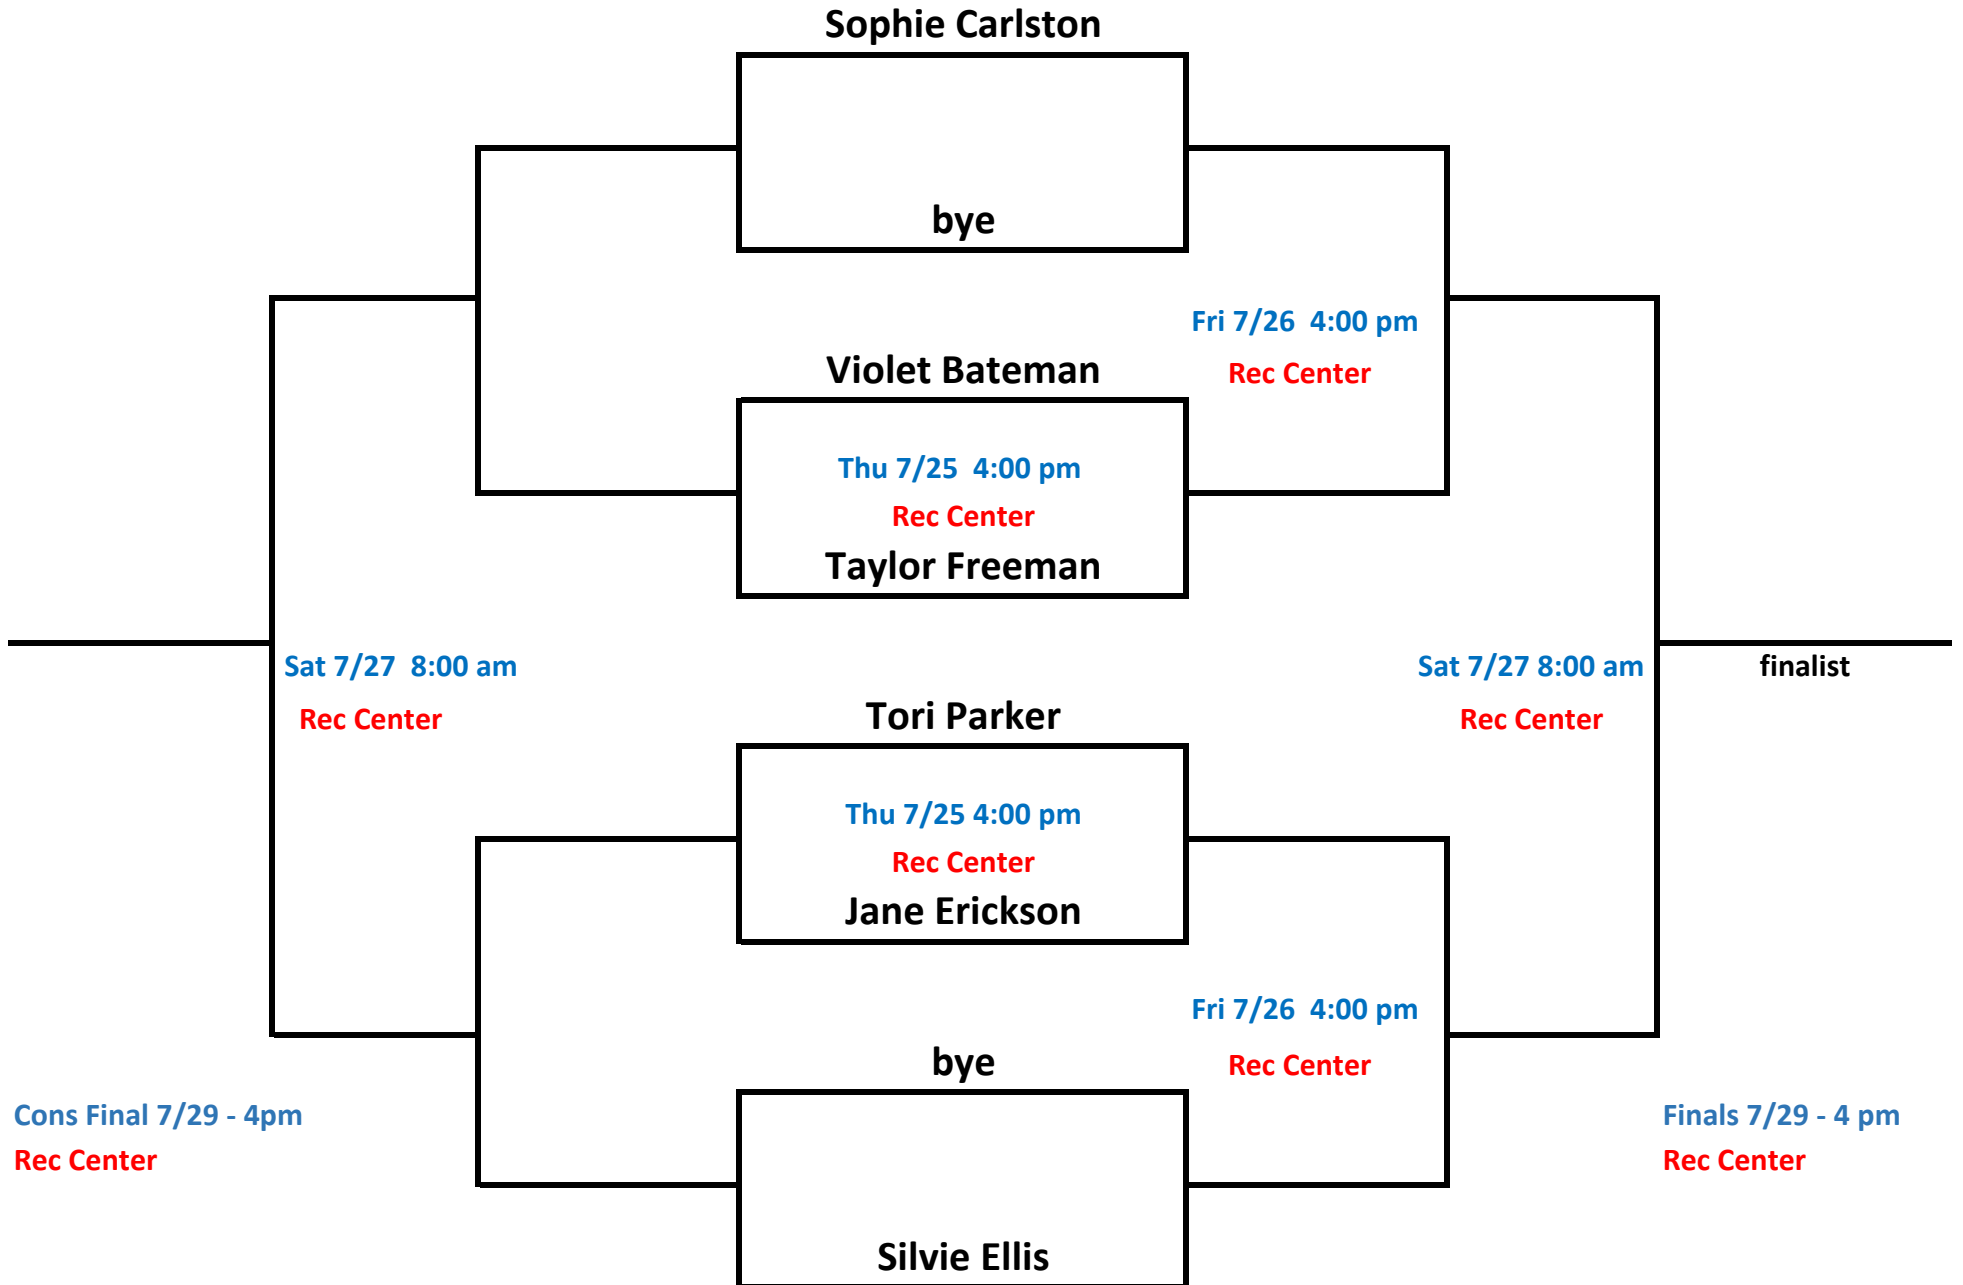 Sophie Carlston
bye
Fri 7/26  4:00 pm
Rec Center
Violet Bateman
Thu 7/25  4:00 pm
Rec Center
Taylor Freeman
Sat 7/27  8:00 am
Rec Center
Sat 7/27 8:00 am
Rec Center
finalist
Tori Parker
Thu 7/25 4:00 pm
Rec Center
Jane Erickson
Fri 7/26  4:00 pm
Rec Center
bye
Cons Final 7/29 - 4pm
Rec Center
Finals 7/29 - 4 pm
Rec Center
Silvie Ellis